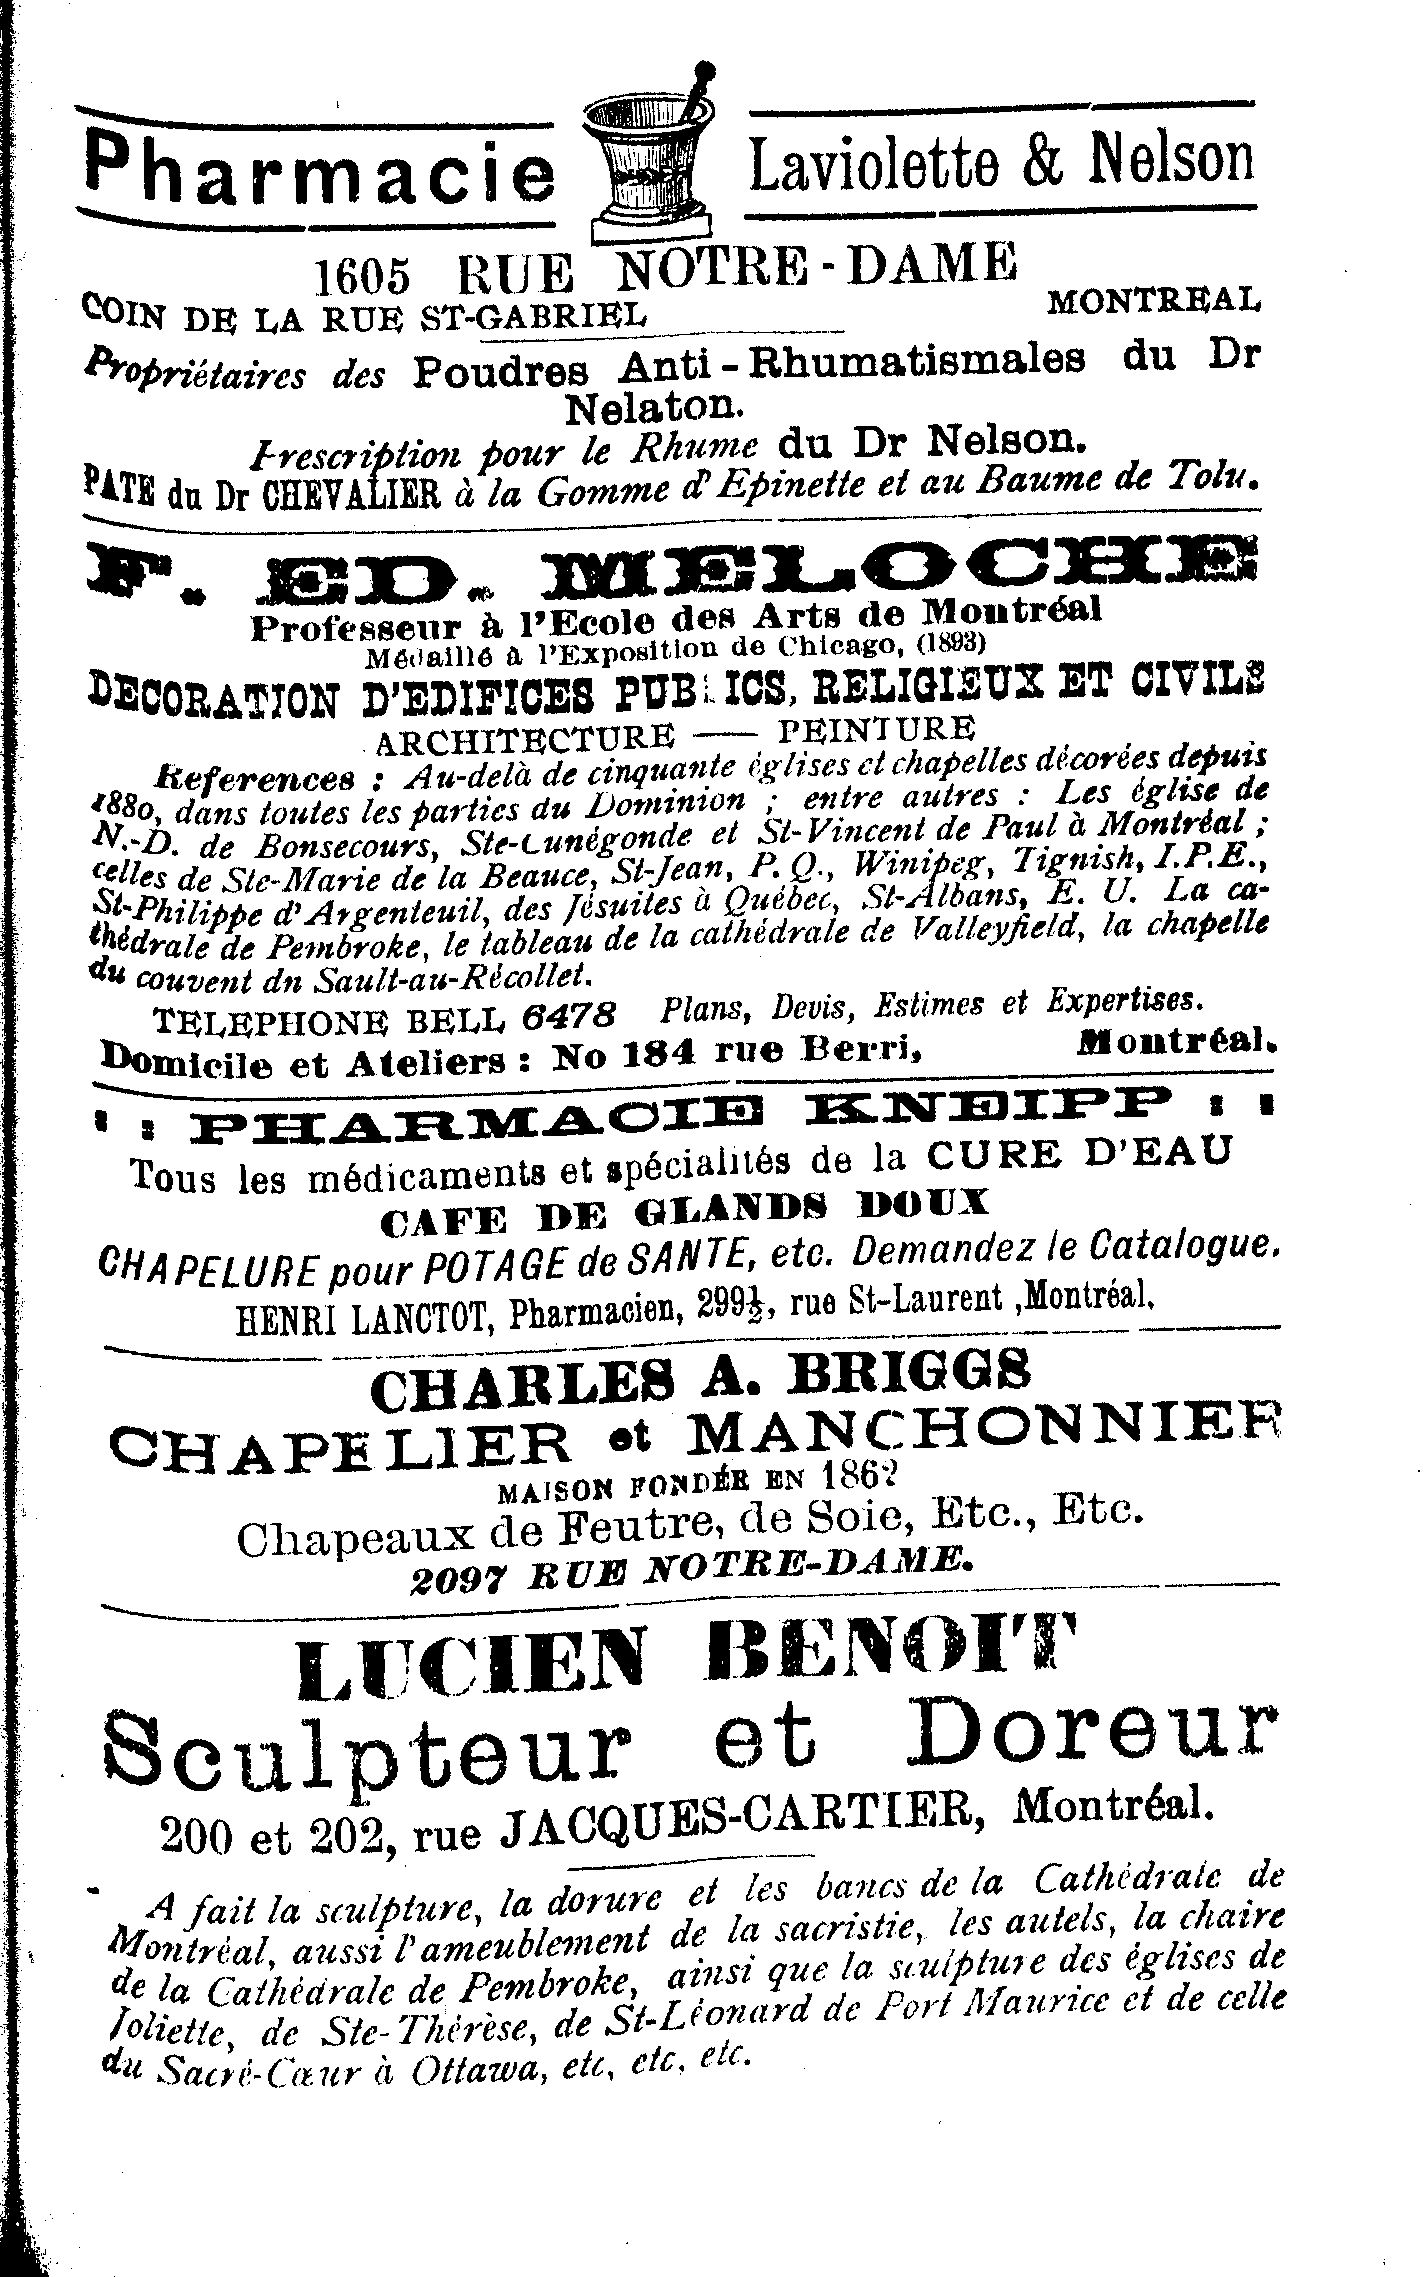 Pharmacie Laviolette & Nelson
1605 RUE NOTRE-DAME
COIN DE LA RUE ST-GABRIEL MONTREAL
Propriétaires des Poudres Anti-Rhumatismales du Dr
Nelaton.
Prescription pour le Rhume du Dr Nelson.
PATE du Dr CHEVALIER à la Gomme d'Epinette et au Baume de Tolu.
F. ED. MELOCHE
Professeur à l'Ecole des Arts de Montréal
Médaillé à l'Exposition de Chicago, (1893)
DECORATION D'EDIFICES PUBLICS, RELIGIEUX ET CIVILS
ARCHITECTURE — PEINTURE
References : Au-delà de cinquante églises et chapelles décorées depuis
1880, dans toutes les parties du Dominion ; entre autres : Les église de
N.-D. de Bonsecours, Ste-Cunégonde et St-Vincent de Paul à Montréal ;
celles de Ste-Marie de la Beauce, St-Jean, P. Q., Winipeg, Tignish, I.P.E.,
St-Philippe d'Argenteuil, des Jésuites à Québec, St-Albans, E. U. La ca-
thédrale de Pembroke, le tableau de la cathédrale de Valleyfield, la chapelle
du couvent dn Sault-au-Récollet.
TELEPHONE BELL 6478 Plans, Devis, Estimes et Expertises.
Domicile et Ateliers : No 184 rue Berri, Montréal.
: : PHARMACIE KNEIPP : :
Tous les médicaments et spécialités de la CURE D'EAU
CAFE DE GLANDS DOUX
CHAPELURE pour POTAGE de SANTE, etc. Demandez le Catalogue.
HENRI LANCTOT, Pharmacien, 299½, rue St-Laurent ,Montréal.
CHARLES A. BRIGGS
CHAPELIER et MANCHONNIER
MAISON FONDÉE EN
Chapeaux de Feutre, de Soie, Etc., Etc.
2097 RUE NOTRE-DAME.
LUCIEN BENOIT
Sculpteur et Doreur
200 et 202, rue JACQUES-CARTIER, Montréal.
A fait la sculpture, la dorure et les bancs de la Cathédrale de
Montréal, aussi l'ameublement de la sacristie, les autels, la chaire
de la Cathédrale de Pembroke, ainsi que la sculpture des églises de
Joliette, de Ste-Thérèse, de St-Léonard de Port Maurice et de celle
du Sacré-Cœur à Ottawa, etc, etc, etc.